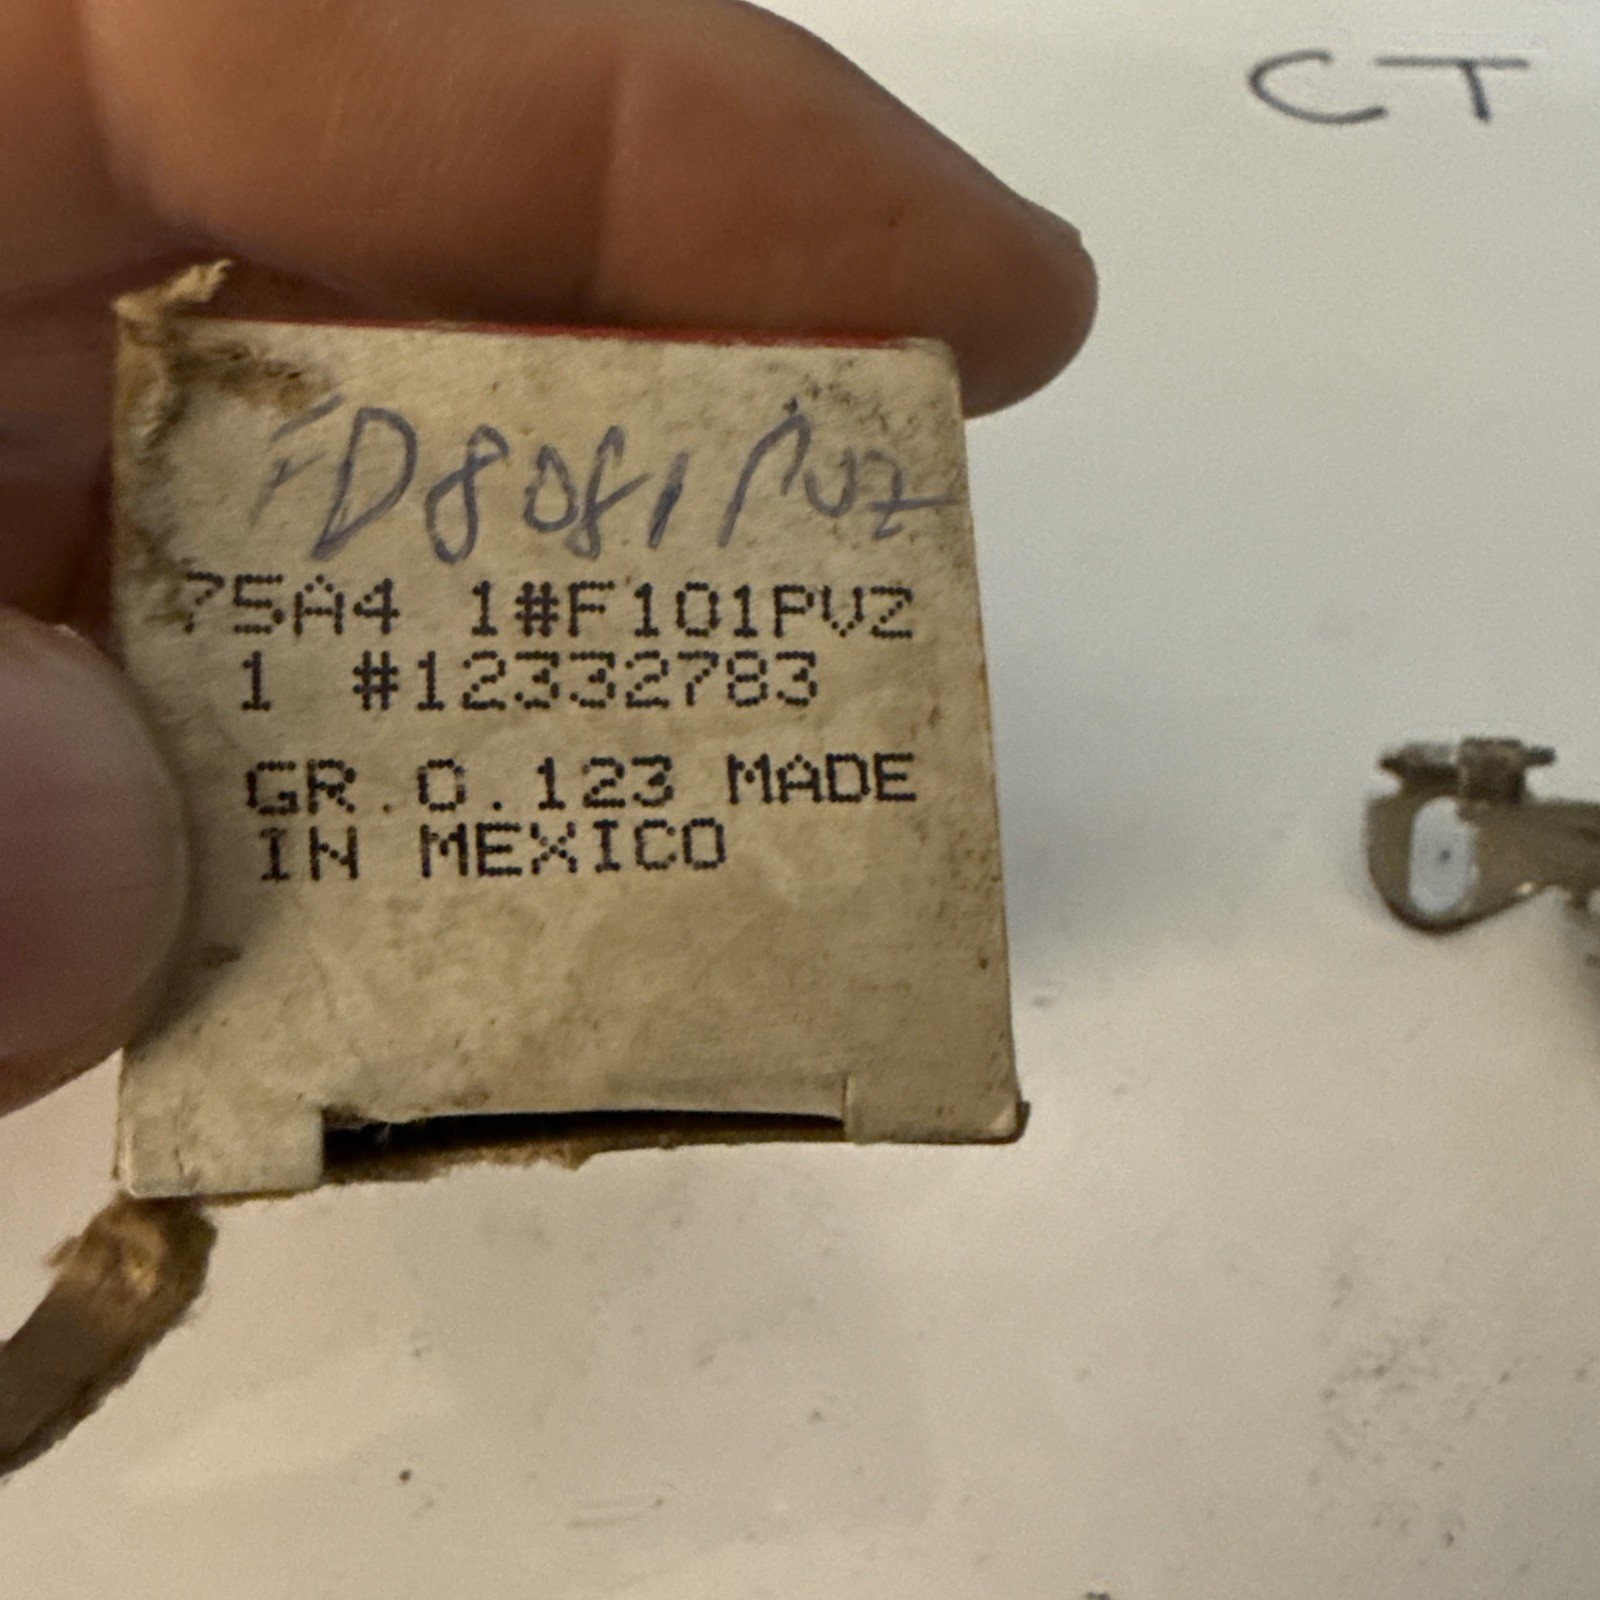 CT
FD8081PVZ
75A4 1#F101PVZ
1 #12332783
GR.0.123 MADE
IN MEXICO